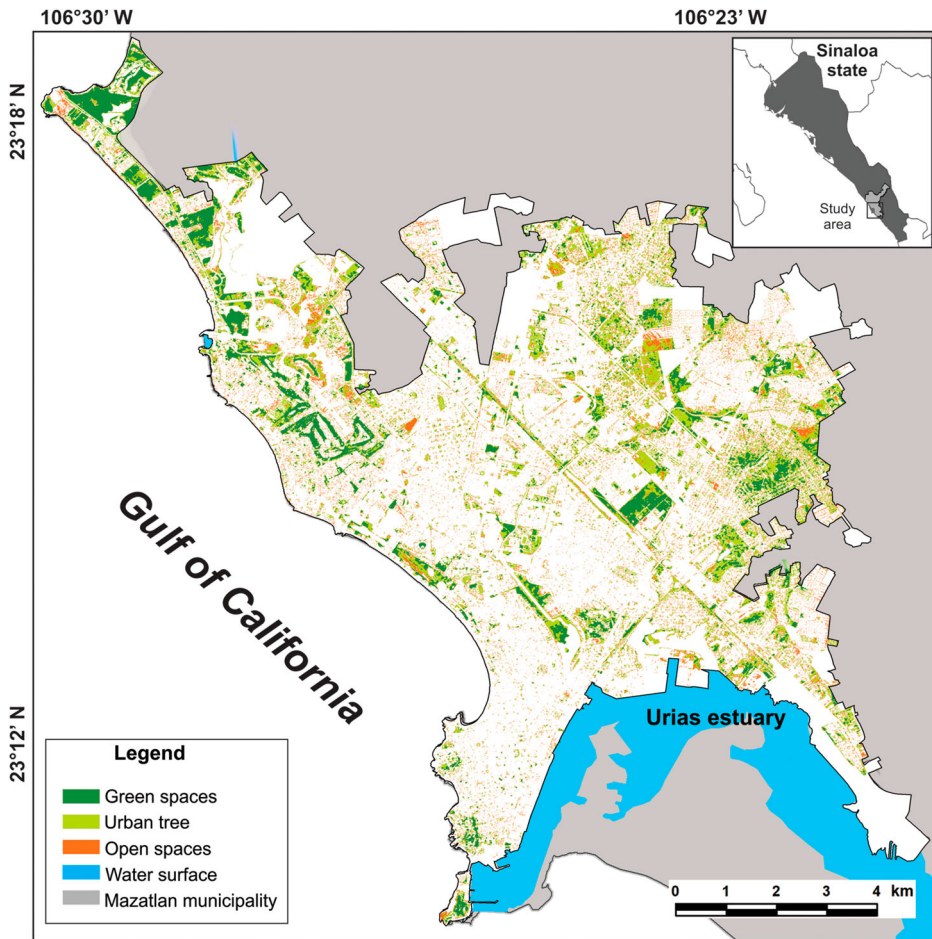 106°30’ W
106°23’ W
23°18’ N
Sinaloa
state
Study
area
Gulf of California
23°12’ N
Urias estuary
Legend
Green spaces
Urban tree
Open spaces
Water surface
Mazatlan municipality
0 1 2 3 4 km